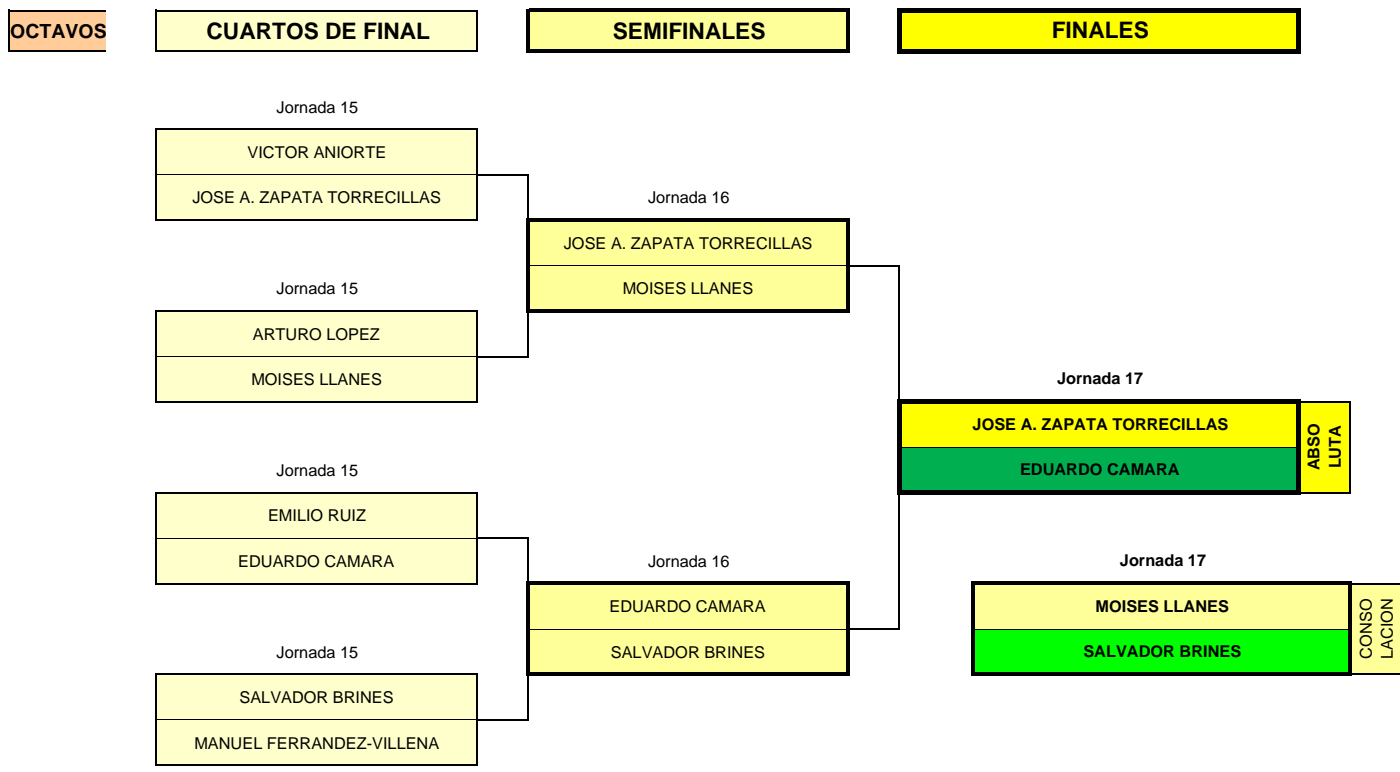 OCTAVOS
CUARTOS DE FINAL
SEMIFINALES
FINALES
Jornada 15
VICTOR ANIORTE
JOSE A. ZAPATA TORRECILLAS
Jornada 16
JOSE A. ZAPATA TORRECILLAS
MOISES LLANES
Jornada 15
ARTURO LOPEZ
MOISES LLANES
Jornada 17
JOSE A. ZAPATA TORRECILLAS
EDUARDO CAMARA
ABSO
LUTA
Jornada 15
EMILIO RUIZ
EDUARDO CAMARA
Jornada 16
EDUARDO CAMARA
SALVADOR BRINES
Jornada 17
MOISES LLANES
SALVADOR BRINES
CONSO
LACION
Jornada 15
SALVADOR BRINES
MANUEL FERRANDEZ-VILLENA